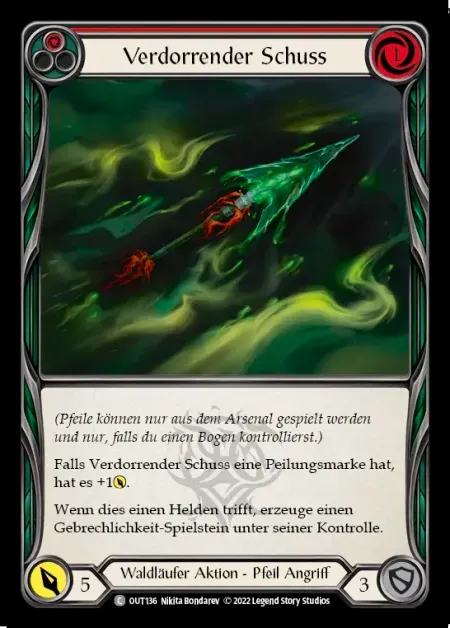 Verdorrender Schuss
1
(Pfeile können nur aus dem Arsenal gespielt werden
und nur, falls du einen Bogen kontrollierst.)
Falls Verdorrender Schuss eine Peilungsmarke hat,
hat es +1.
Wenn dies einen Helden trifft, erzeuge einen
Gebrechlichkeit-Spielstein unter seiner Kontrolle.
5
Waldläufer Aktion - Pfeil Angriff
3
C OUT136 Nikita Bondarev © 2022 Legend Story Studios